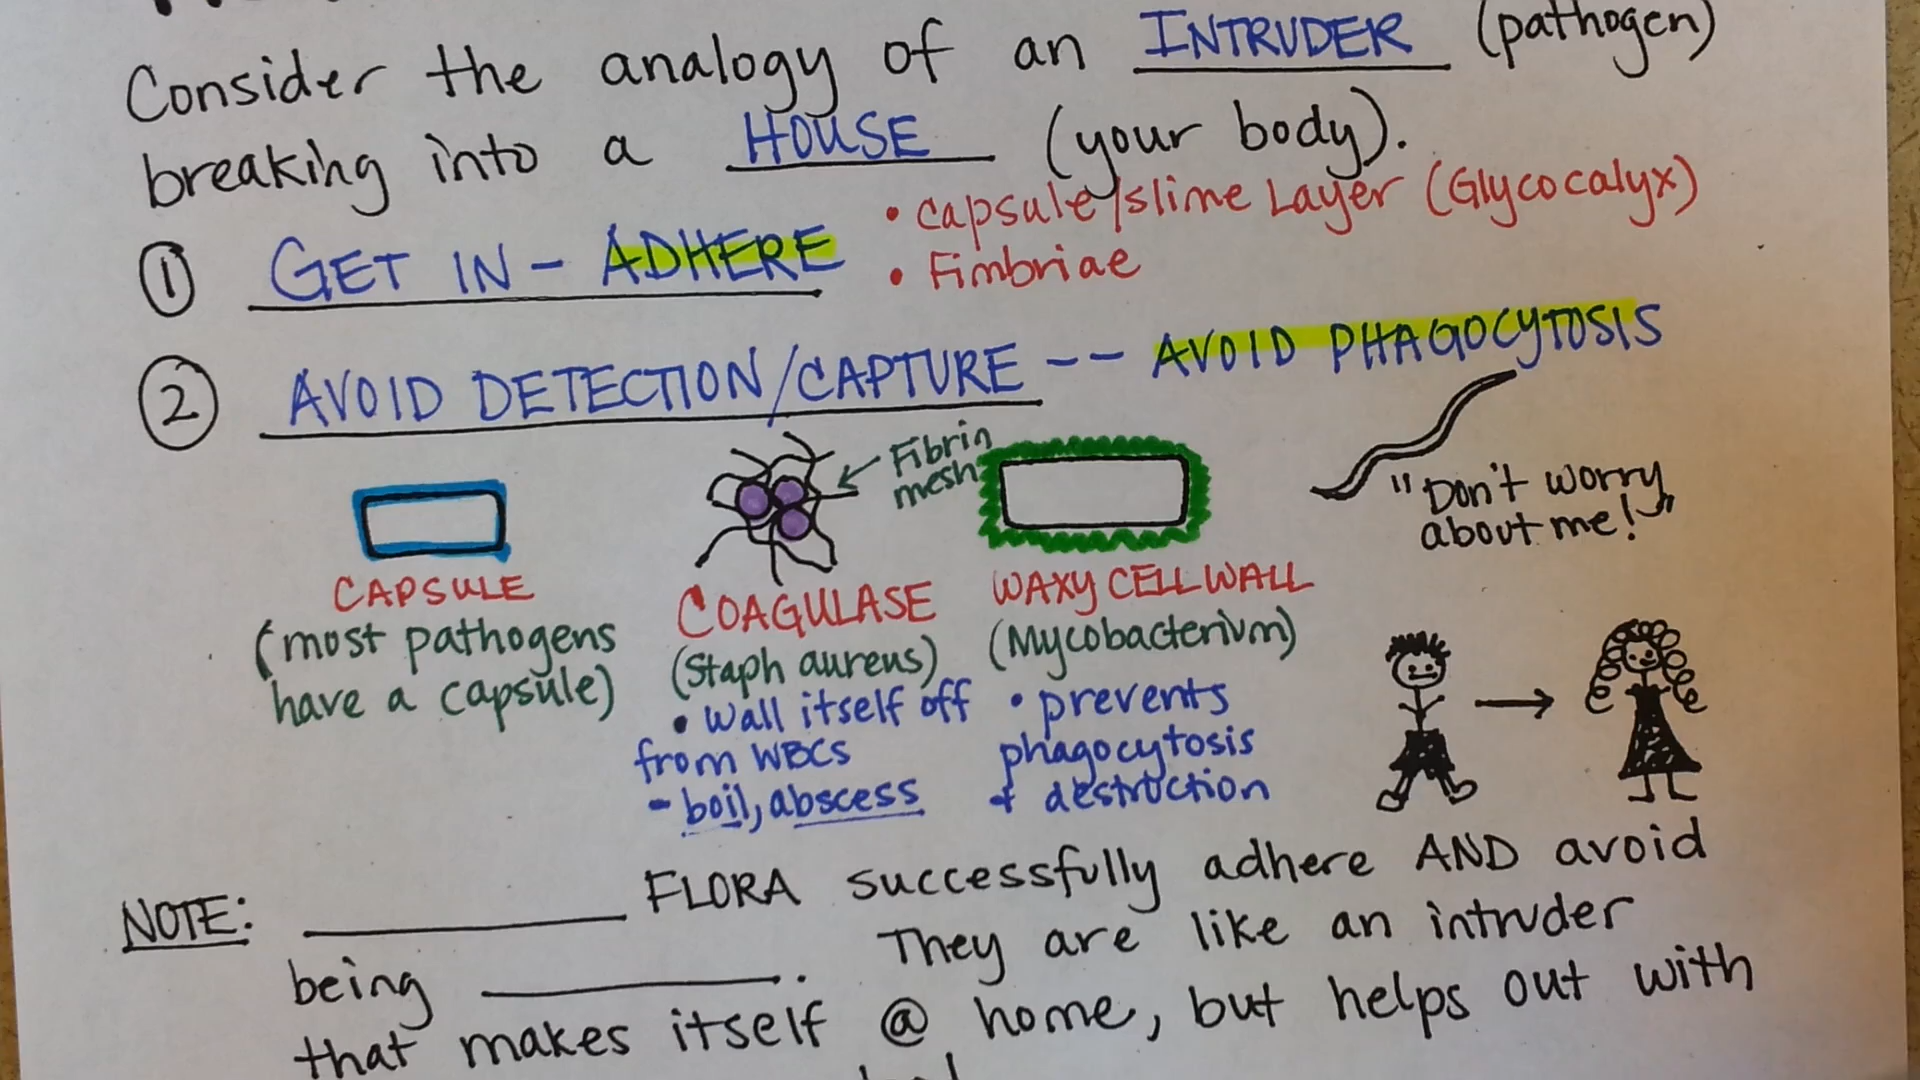 Consider the analogy of an INTRUDER (pathogen)
breaking into a HOUSE (your body).
① GET IN - ADHERE
• capsule/slime Layer (Glycocalyx)
• Fimbriae
② AVOID DETECTION/CAPTURE -- AVOID PHAGOCYTOSIS
Fibrin
mesh
"Don't worry
about me!"
CAPSULE
(most pathogens
have a capsule)
COAGULASE
(Staph aureus)
• Wall itself off
from WBCs
- boil, abscess
WAXY CELL WALL
(Mycobacterium)
• prevents
phagocytosis
+ destruction
NOTE: ____________ FLORA successfully adhere AND avoid
being ____________. They are like an intruder
that makes itself @ home, but helps out with